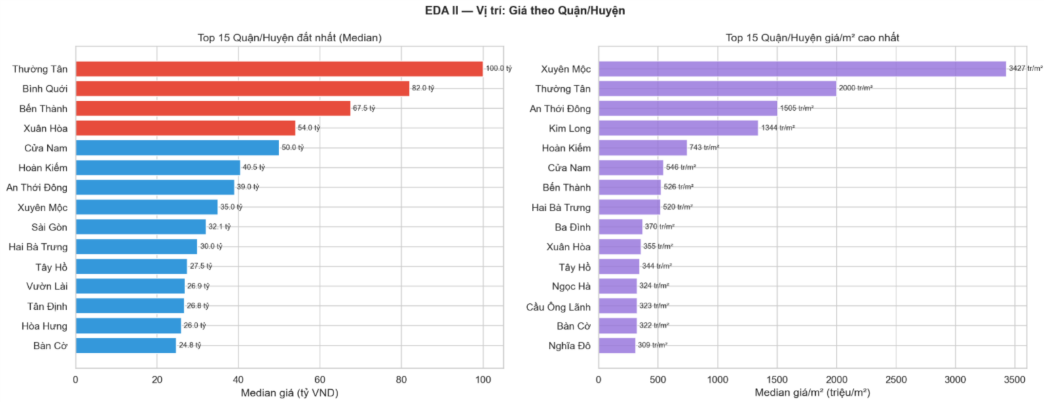 EDA II — Vị trí: Giá theo Quận/Huyện
Top 15 Quận/Huyện đắt nhất (Median)
Thường Tân
100.0 tỷ
Bình Quới
82.0 tỷ
Bến Thành
67.5 tỷ
Xuân Hòa
54.0 tỷ
Cửa Nam
50.0 tỷ
Hoàn Kiếm
40.5 tỷ
An Thới Đông
39.0 tỷ
Xuyên Mộc
35.0 tỷ
Sài Gòn
32.1 tỷ
Hai Bà Trưng
30.0 tỷ
Tây Hồ
27.5 tỷ
Vườn Lài
26.9 tỷ
Tân Định
26.8 tỷ
Hòa Hưng
26.0 tỷ
Bàn Cờ
24.8 tỷ
0 20 40 60 80 100
Median giá (tỷ VND)
Top 15 Quận/Huyện giá/m² cao nhất
Xuyên Mộc
3427 tr/m²
Thường Tân
2000 tr/m²
An Thới Đông
1505 tr/m²
Kim Long
1344 tr/m²
Hoàn Kiếm
743 tr/m²
Cửa Nam
546 tr/m²
Bến Thành
526 tr/m²
Hai Bà Trưng
520 tr/m²
Ba Đình
370 tr/m²
Xuân Hòa
355 tr/m²
Tây Hồ
344 tr/m²
Ngọc Hà
324 tr/m²
Cầu Ông Lãnh
323 tr/m²
Bàn Cờ
322 tr/m²
Nghĩa Đô
309 tr/m²
0 500 1000 1500 2000 2500 3000 3500
Median giá/m² (triệu/m²)